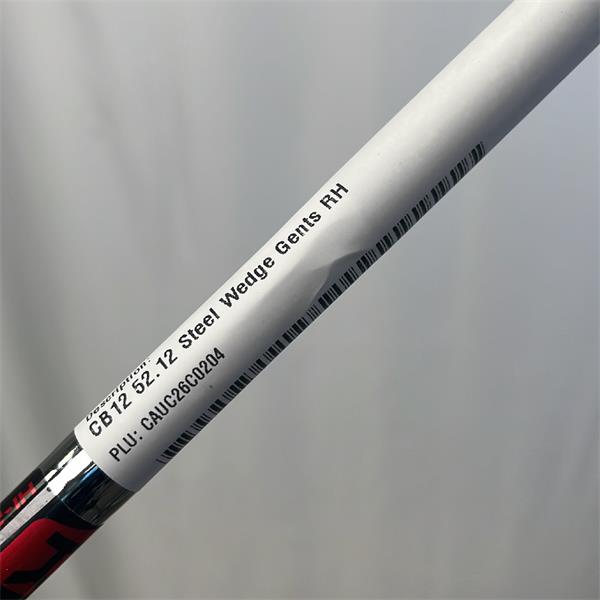 Description:
CB12 52.12 Steel Wedge Gents RH
PLU: CAUC26C0204